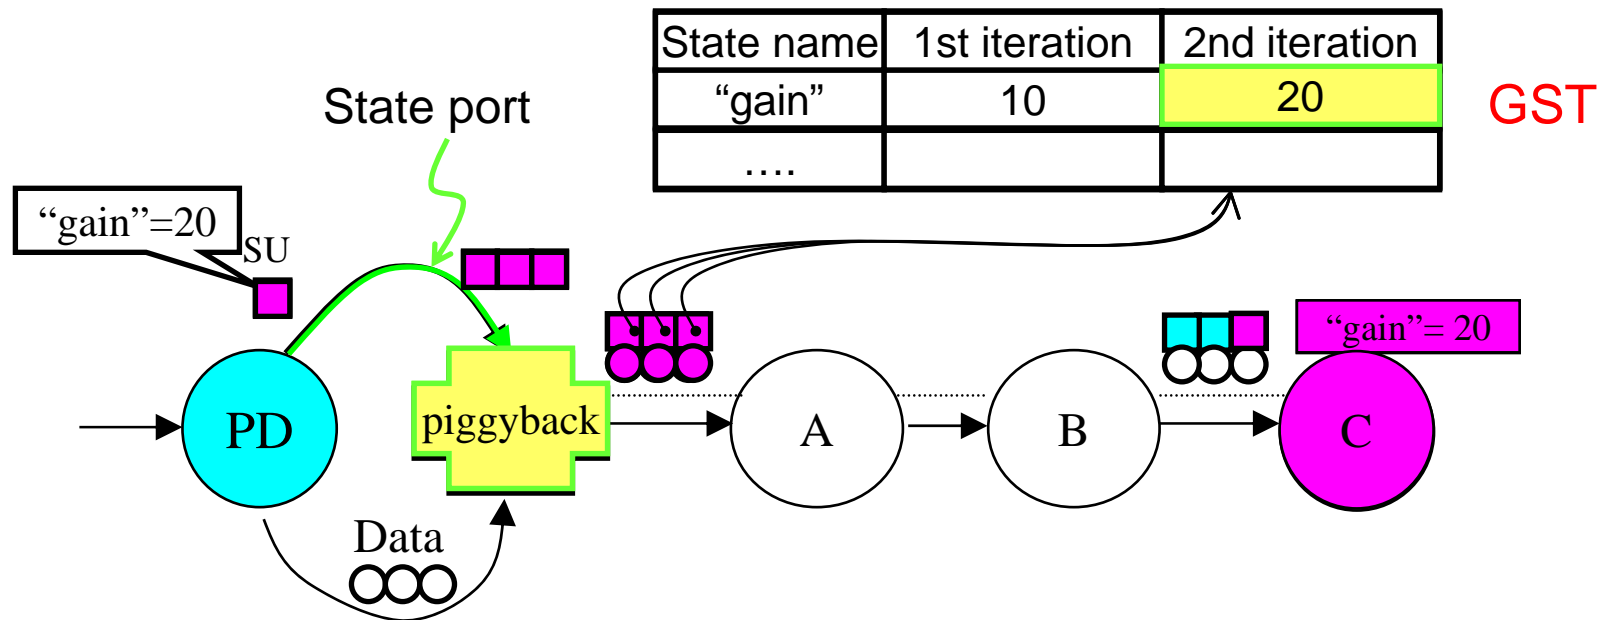 State name 1st iteration 2nd iteration
“gain” 10 20
....
GST
State port
“gain”=20
SU
“gain”= 20
PD
piggyback
A
B
C
Data